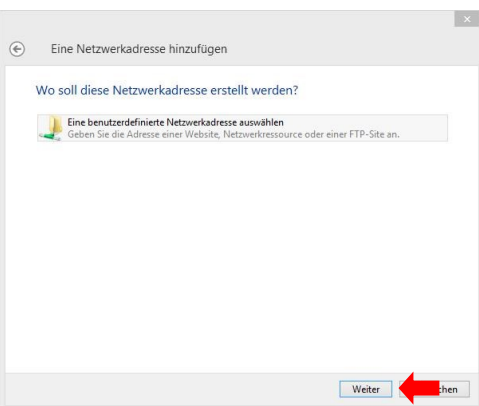 Eine Netzwerkadresse hinzufügen
Wo soll diese Netzwerkadresse erstellt werden?
Eine benutzerdefinierte Netzwerkadresse auswählen
Geben Sie die Adresse einer Website, Netzwerkressource oder einer FTP-Site an.
Weiter